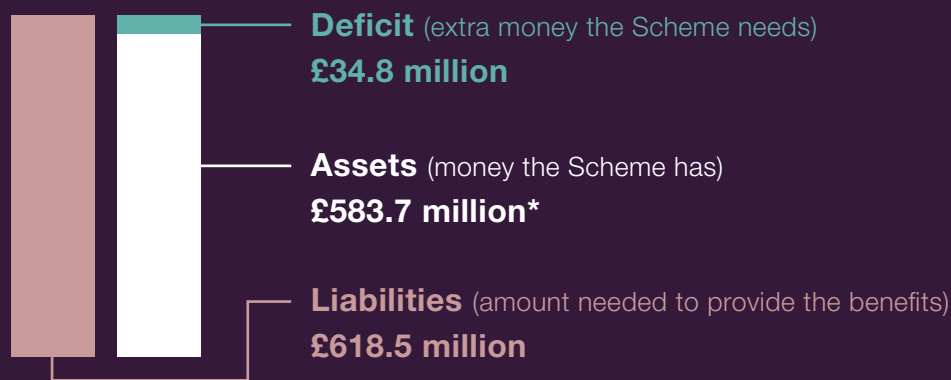 Deficit (extra money the Scheme needs)
£34.8 million
Assets (money the Scheme has)
£583.7 million*
Liabilities (amount needed to provide the benefits)
£618.5 million